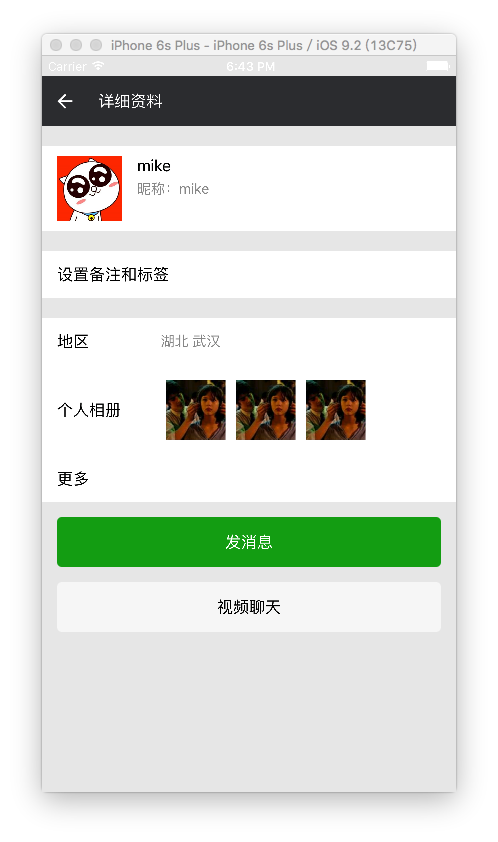 iPhone 6s Plus - iPhone 6s Plus / iOS 9.2 (13C75)
Carrier 6:43 PM
详细资料
mike
昵称：mike
设置备注和标签
地区 湖北 武汉
个人相册
更多
发消息
视频聊天